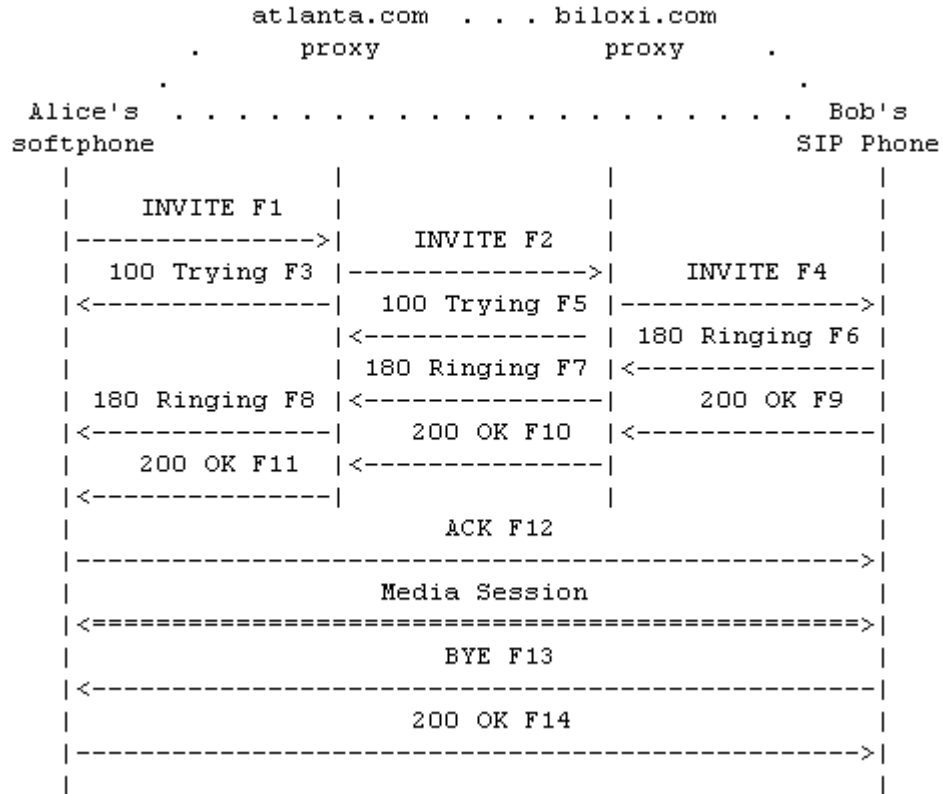 atlanta.com . . . biloxi.com
. proxy proxy .
. .
Alice's . . . . . . . . . . . . . . . . . . . . Bob's
softphone SIP Phone
| | | |
| INVITE F1 | | |
|--------------->| INVITE F2 | |
| 100 Trying F3 |--------------->| INVITE F4 |
|<---------------| 100 Trying F5 |--------------->|
| |<--------------- | 180 Ringing F6 |
| | 180 Ringing F7 |<---------------|
| 180 Ringing F8 |<---------------| 200 OK F9 |
|<---------------| 200 OK F10 |<---------------|
| 200 OK F11 |<---------------| |
|<---------------| | |
| ACK F12 |
|------------------------------------------------->|
| Media Session |
|<================================================>|
| BYE F13 |
|<-------------------------------------------------|
| 200 OK F14 |
|------------------------------------------------->|
| |